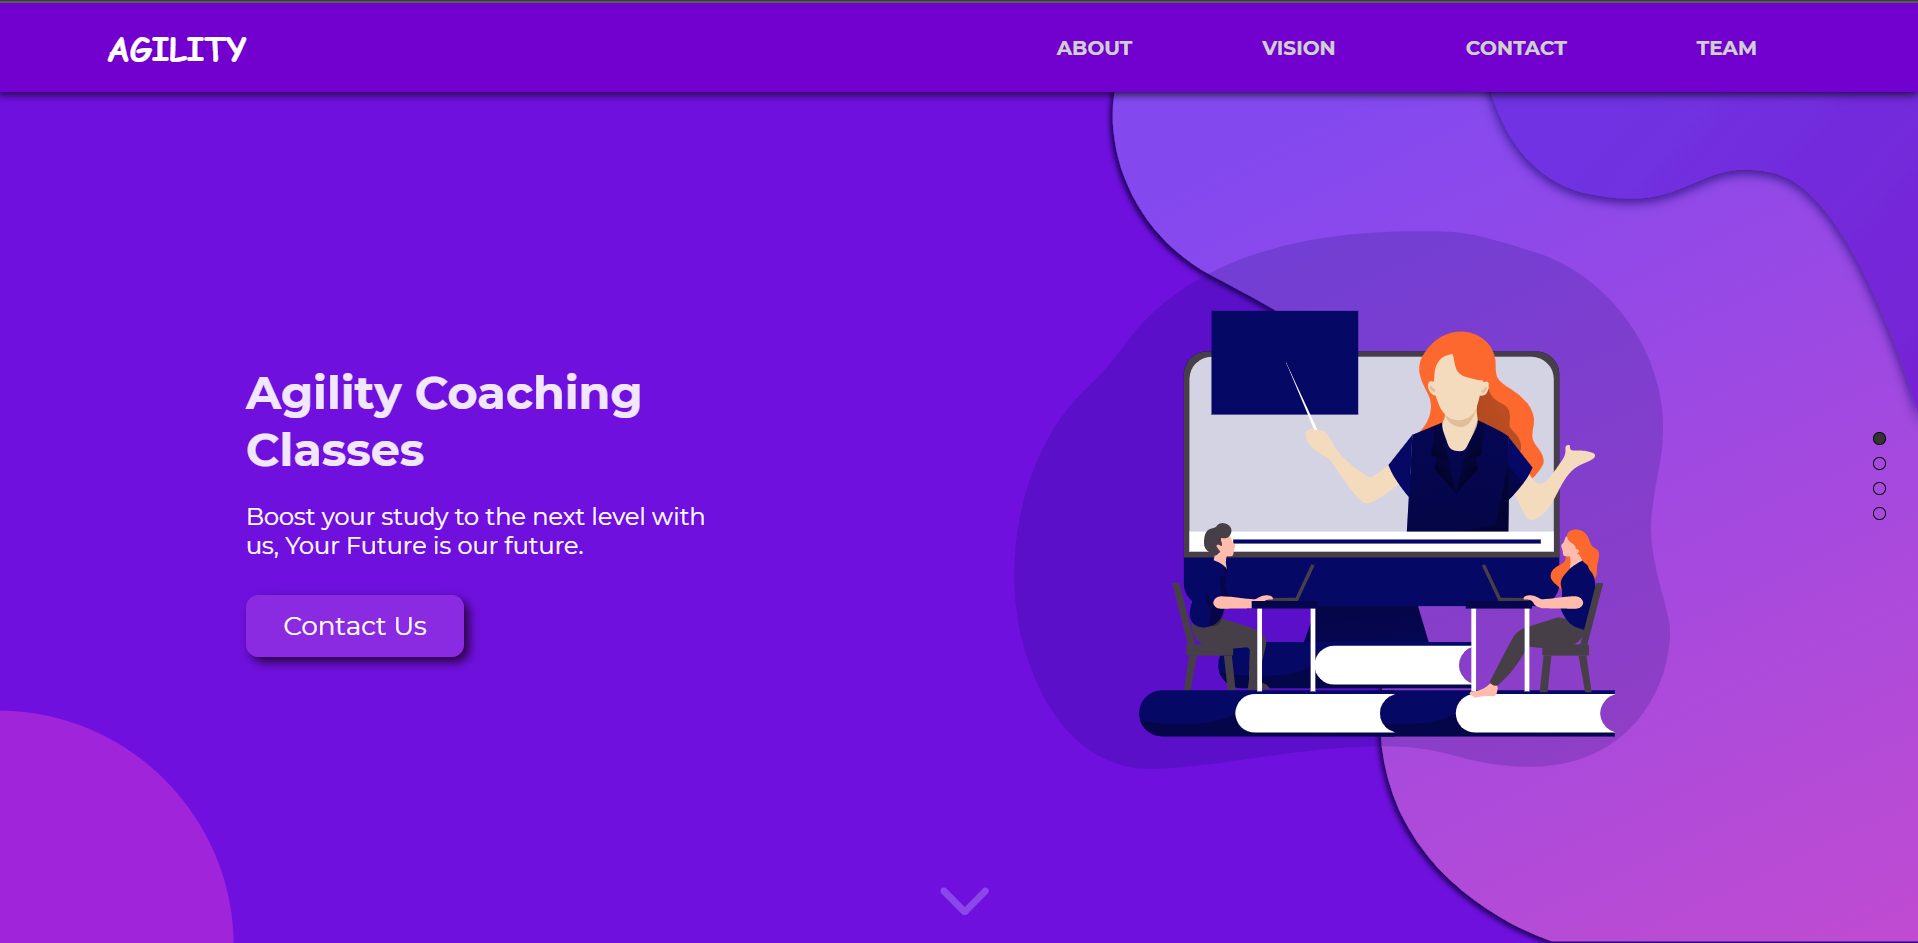 AGILITY
ABOUT VISION CONTACT TEAM
Agility Coaching
Classes
Boost your study to the next level with
us, Your Future is our future.
Contact Us